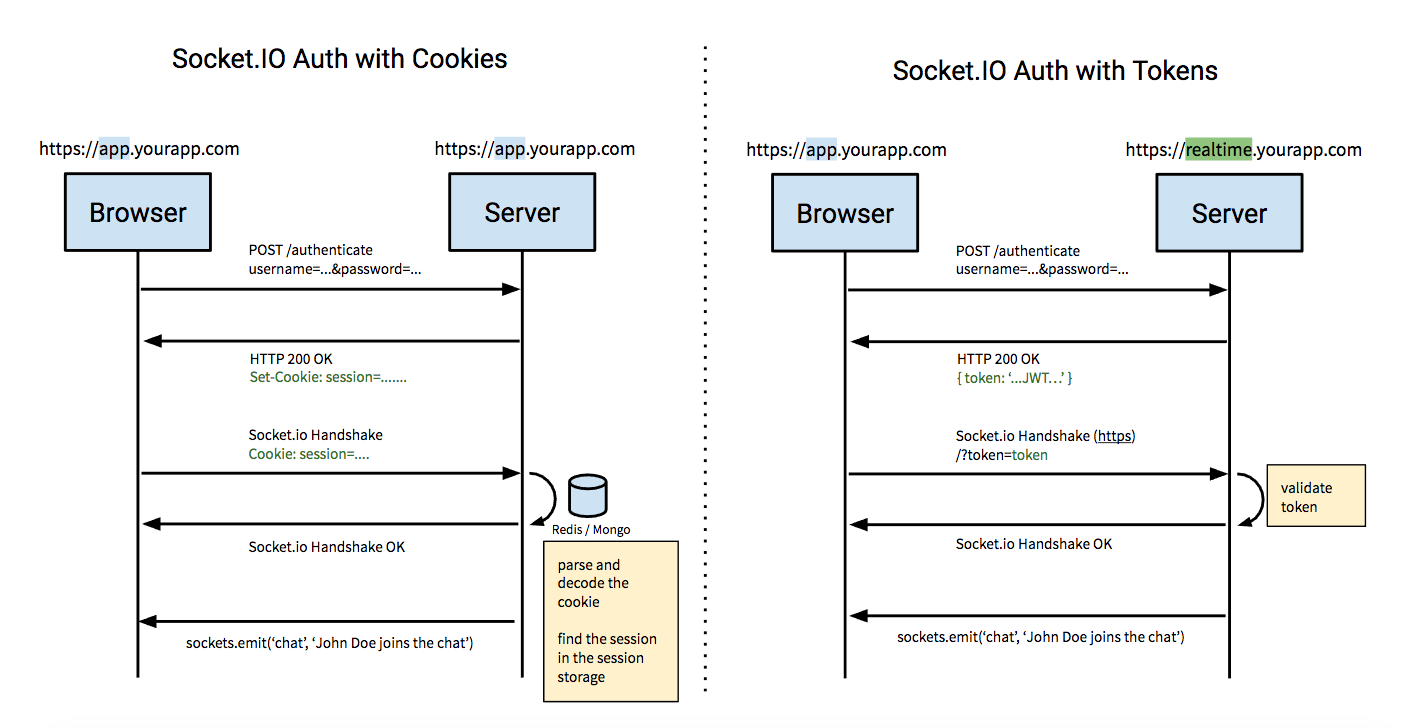 Socket.IO Auth with Cookies
https://app.yourapp.com
https://app.yourapp.com
Browser
Server
POST /authenticate
username=...&password=...
HTTP 200 OK
Set-Cookie: session=.......
Socket.io Handshake
Cookie: session=....
Redis / Mongo
Socket.io Handshake OK
parse and
decode the
cookie
find the session
in the session
storage
sockets.emit(‘chat’, ‘John Doe joins the chat’)
Socket.IO Auth with Tokens
https://app.yourapp.com
https://realtime.yourapp.com
Browser
Server
POST /authenticate
username=...&password=...
HTTP 200 OK
{ token: ‘...JWT...’ }
Socket.io Handshake (https)
/?token=token
validate
token
Socket.io Handshake OK
sockets.emit(‘chat’, ‘John Doe joins the chat’)